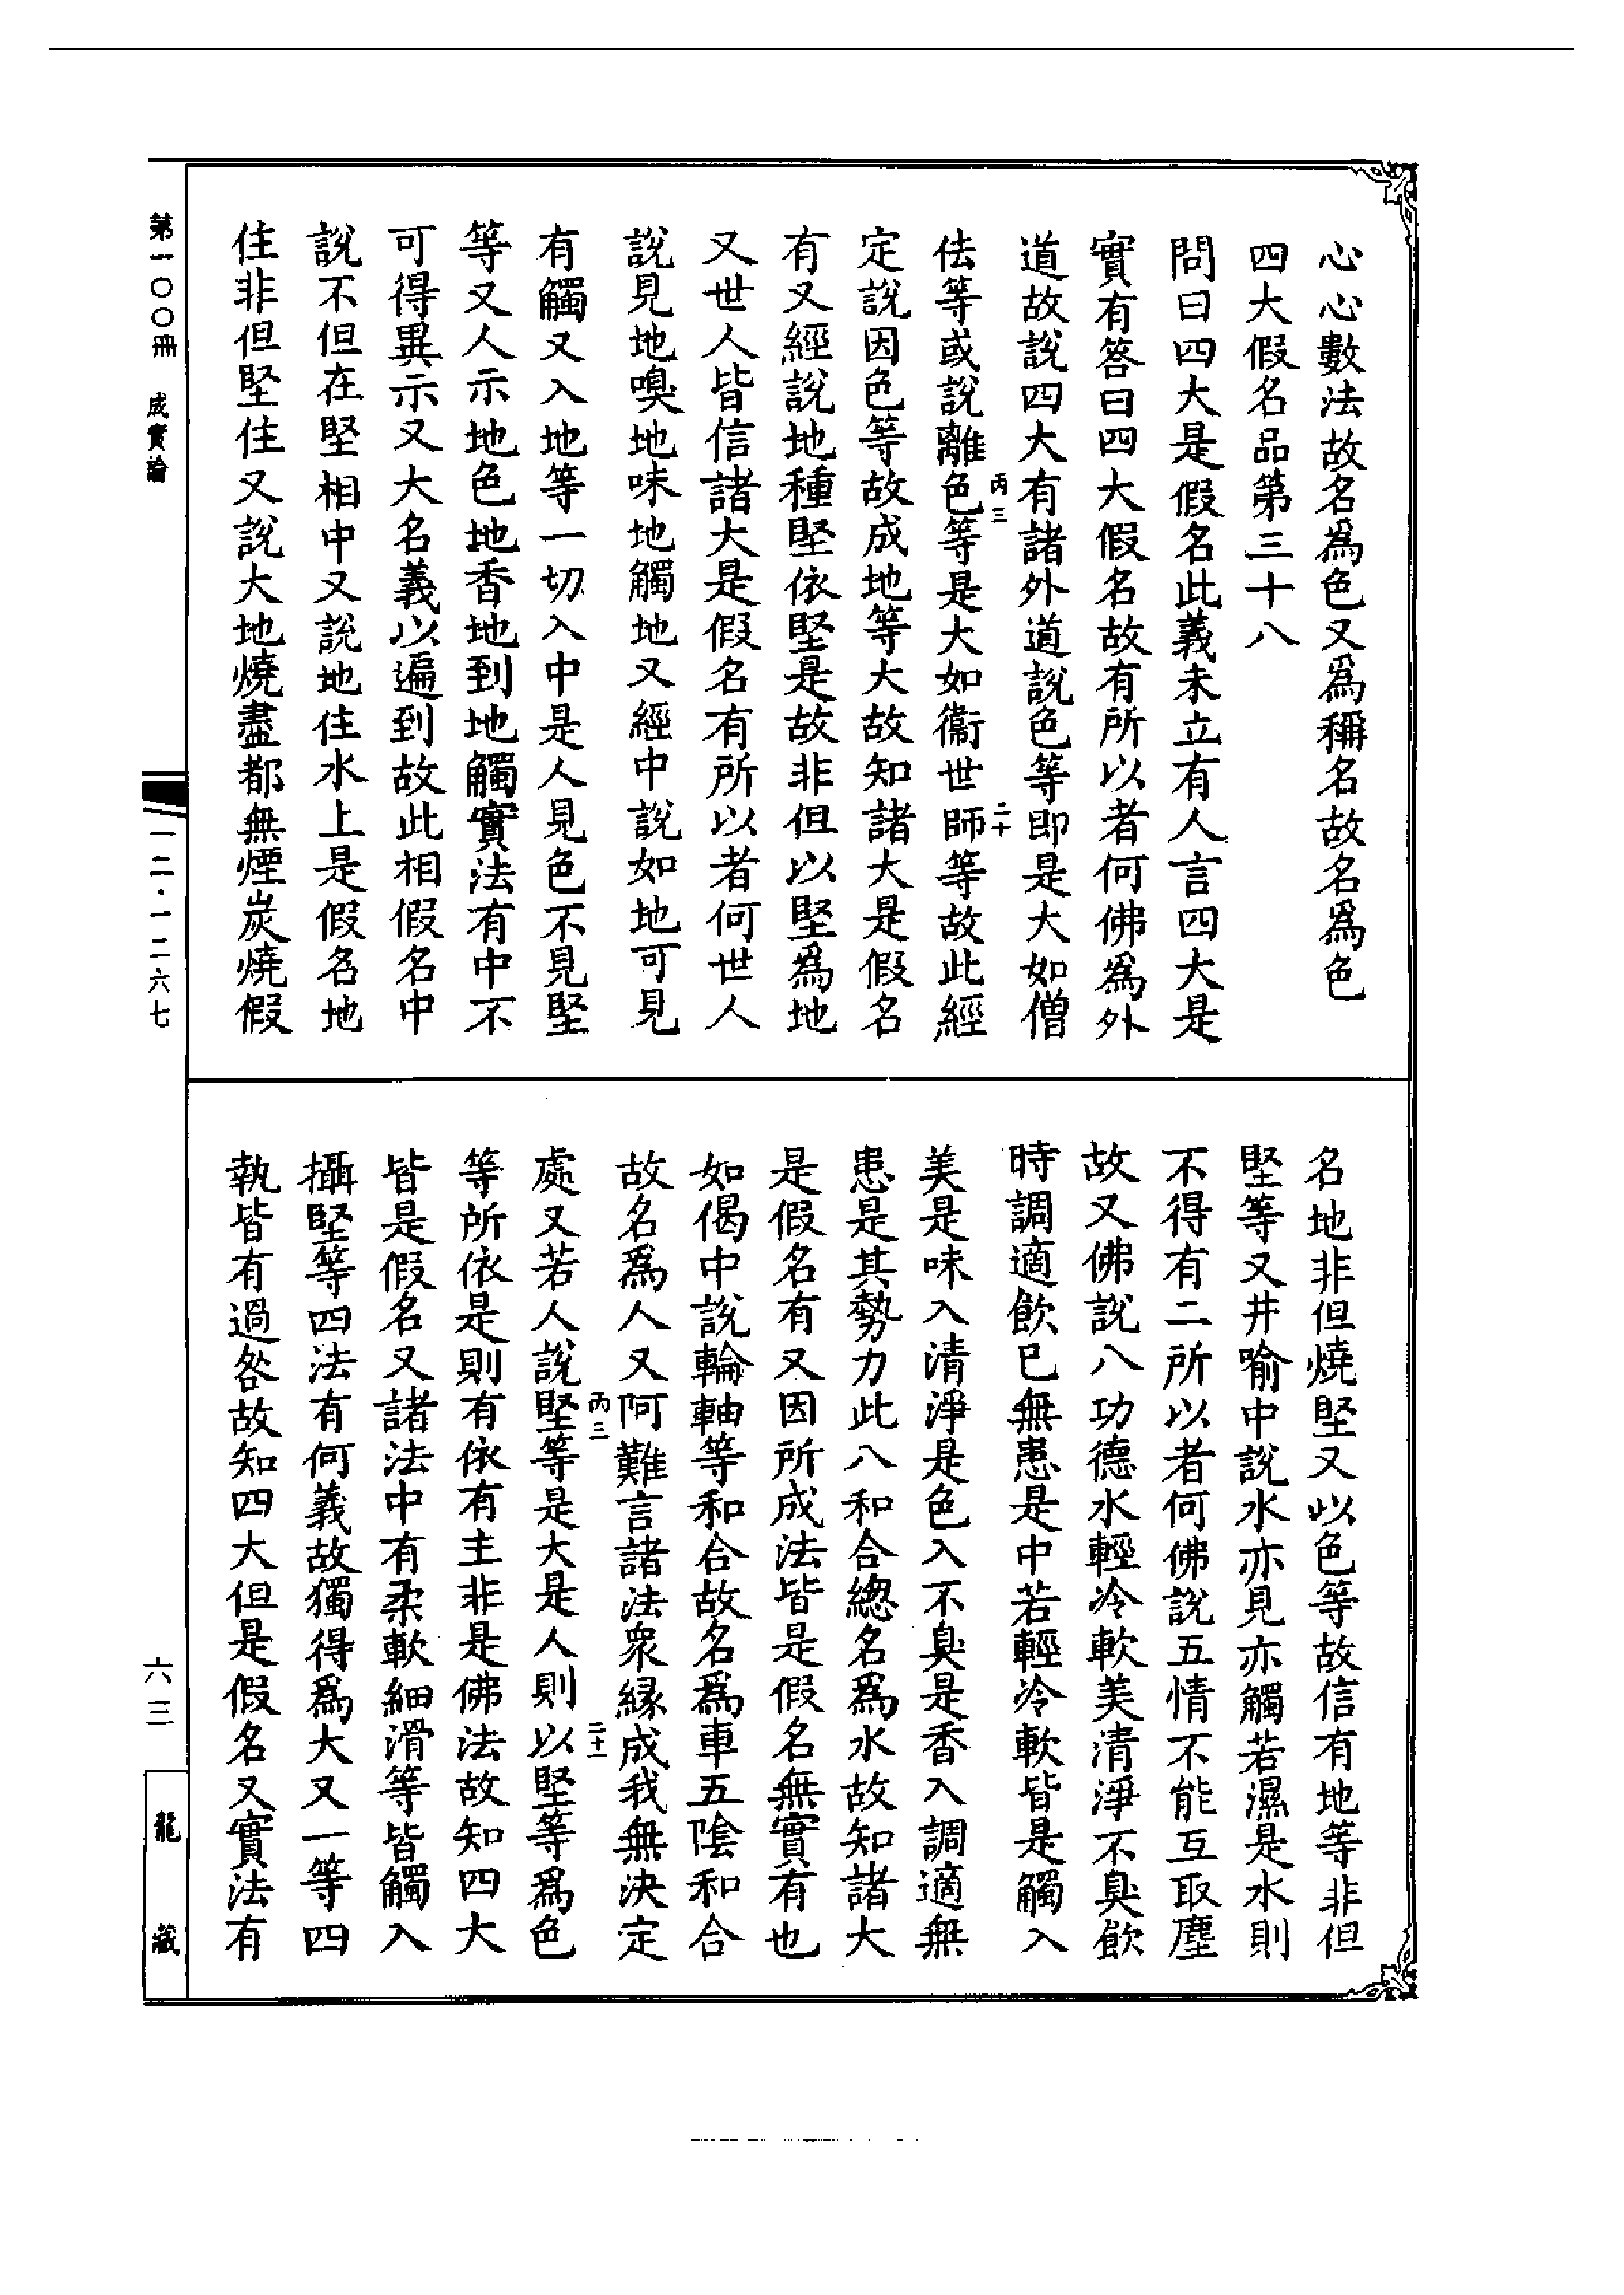 心心數法故名爲色又爲稱名故名爲色
四大假名品第三十八
問曰四大是假名此義未立有人言四大是
實有答曰四大假名故有所以者何佛爲外
道故說四大有諸外道說色等即是大如僧
佉等或說離色等是大如衞世師等故此經
丙三
二十
定說因色等故成地等大故知諸大是假名
有又經說地種堅依堅是故非但以堅爲地
又世人皆信諸大是假名有所以者何世人
說見地嗅地味地觸地又經中說如地可見
有觸又入地等一切入中是人見色不見堅
等又人示地色地香地到地觸實法有中不
可得異示又大名義以遍到故此相假名中
說不但在堅相中又說地住水上是假名地
住非但堅住又說大地燒盡都無煙炭燒假
名地非但燒堅又以色等故信有地等非但
堅等又井喻中說水亦見亦觸若濕是水則
不得有二所以者何佛說五情不能互取塵
故又佛說八功德水輕冷軟美清淨不臭飲
時調適飲已無患是中若輕冷軟皆是觸入
美是味入清淨是色入不臭是香入調適無
患是其勢力此八和合總名爲水故知諸大
是假名有又因所成法皆是假名無實有也
如偈中說輪軸等和合故名爲車五陰和合
故名爲人又阿難言諸法衆緣成我無決定
丙三
二十一
處又若人說堅等是大是人則以堅等爲色
等所依是則有依有主非是佛法故知四大
皆是假名又諸法中有柔軟細滑等皆觸入
攝堅等四法有何義故獨得爲大又一等四
執皆有過咎故知四大但是假名又實法有
第一〇〇冊 成實論
一二·一二六七
六三
龍藏